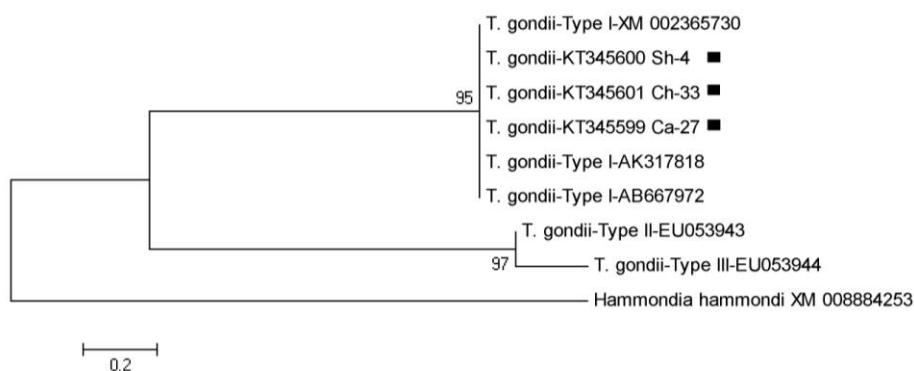 T. gondii-Type I-XM 002365730
T. gondii-KT345600 Sh-4
T. gondii-KT345601 Ch-33
95
T. gondii-KT345599 Ca-27
T. gondii-Type I-AK317818
T. gondii-Type I-AB667972
T. gondii-Type II-EU053943
97
T. gondii-Type III-EU053944
Hammondia hammondi XM 008884253
0.2